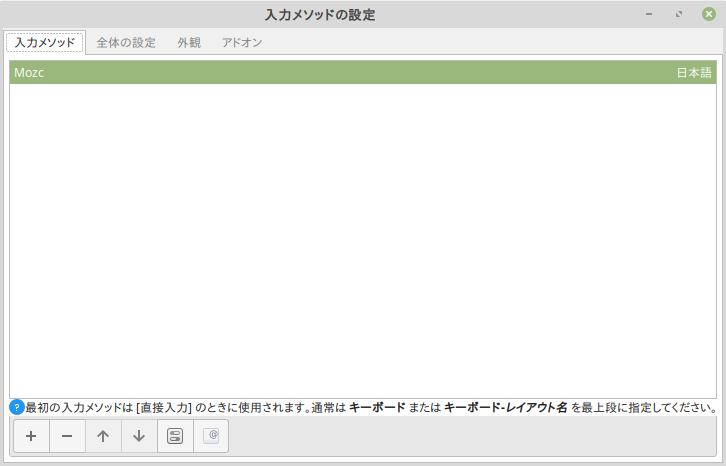 入力メソッドの設定
入力メソッド 全体の設定 外観 アドオン
Mozc 日本語
?最初の入力メソッドは [直接入力] のときに使用されます。通常は キーボード または キーボード-レイアウト名 を最上段に指定してください。